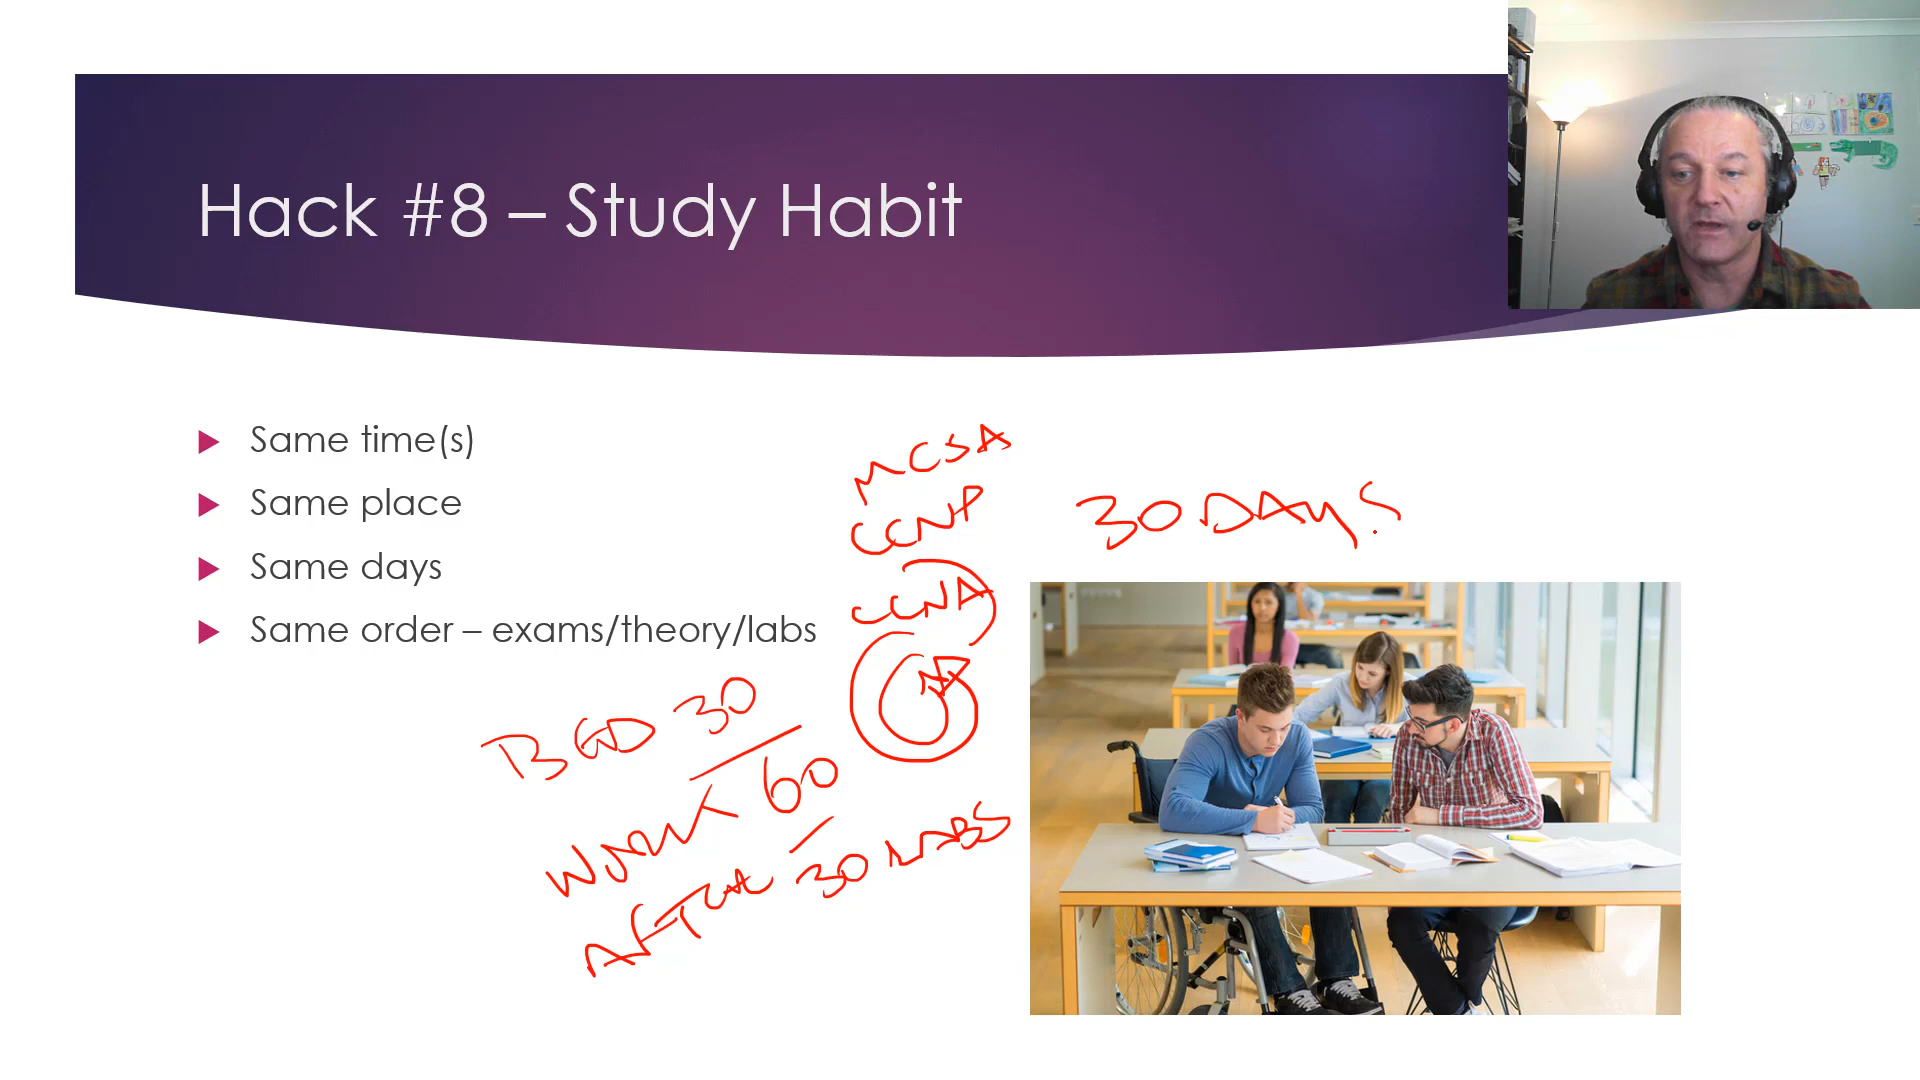 Hack #8 – Study Habit
Same time(s)
Same place
Same days
Same order – exams/theory/labs
MCSA
CCNP
CCNA
30 DAYS
BED 30
WORK 60
AFTER 30 LABS